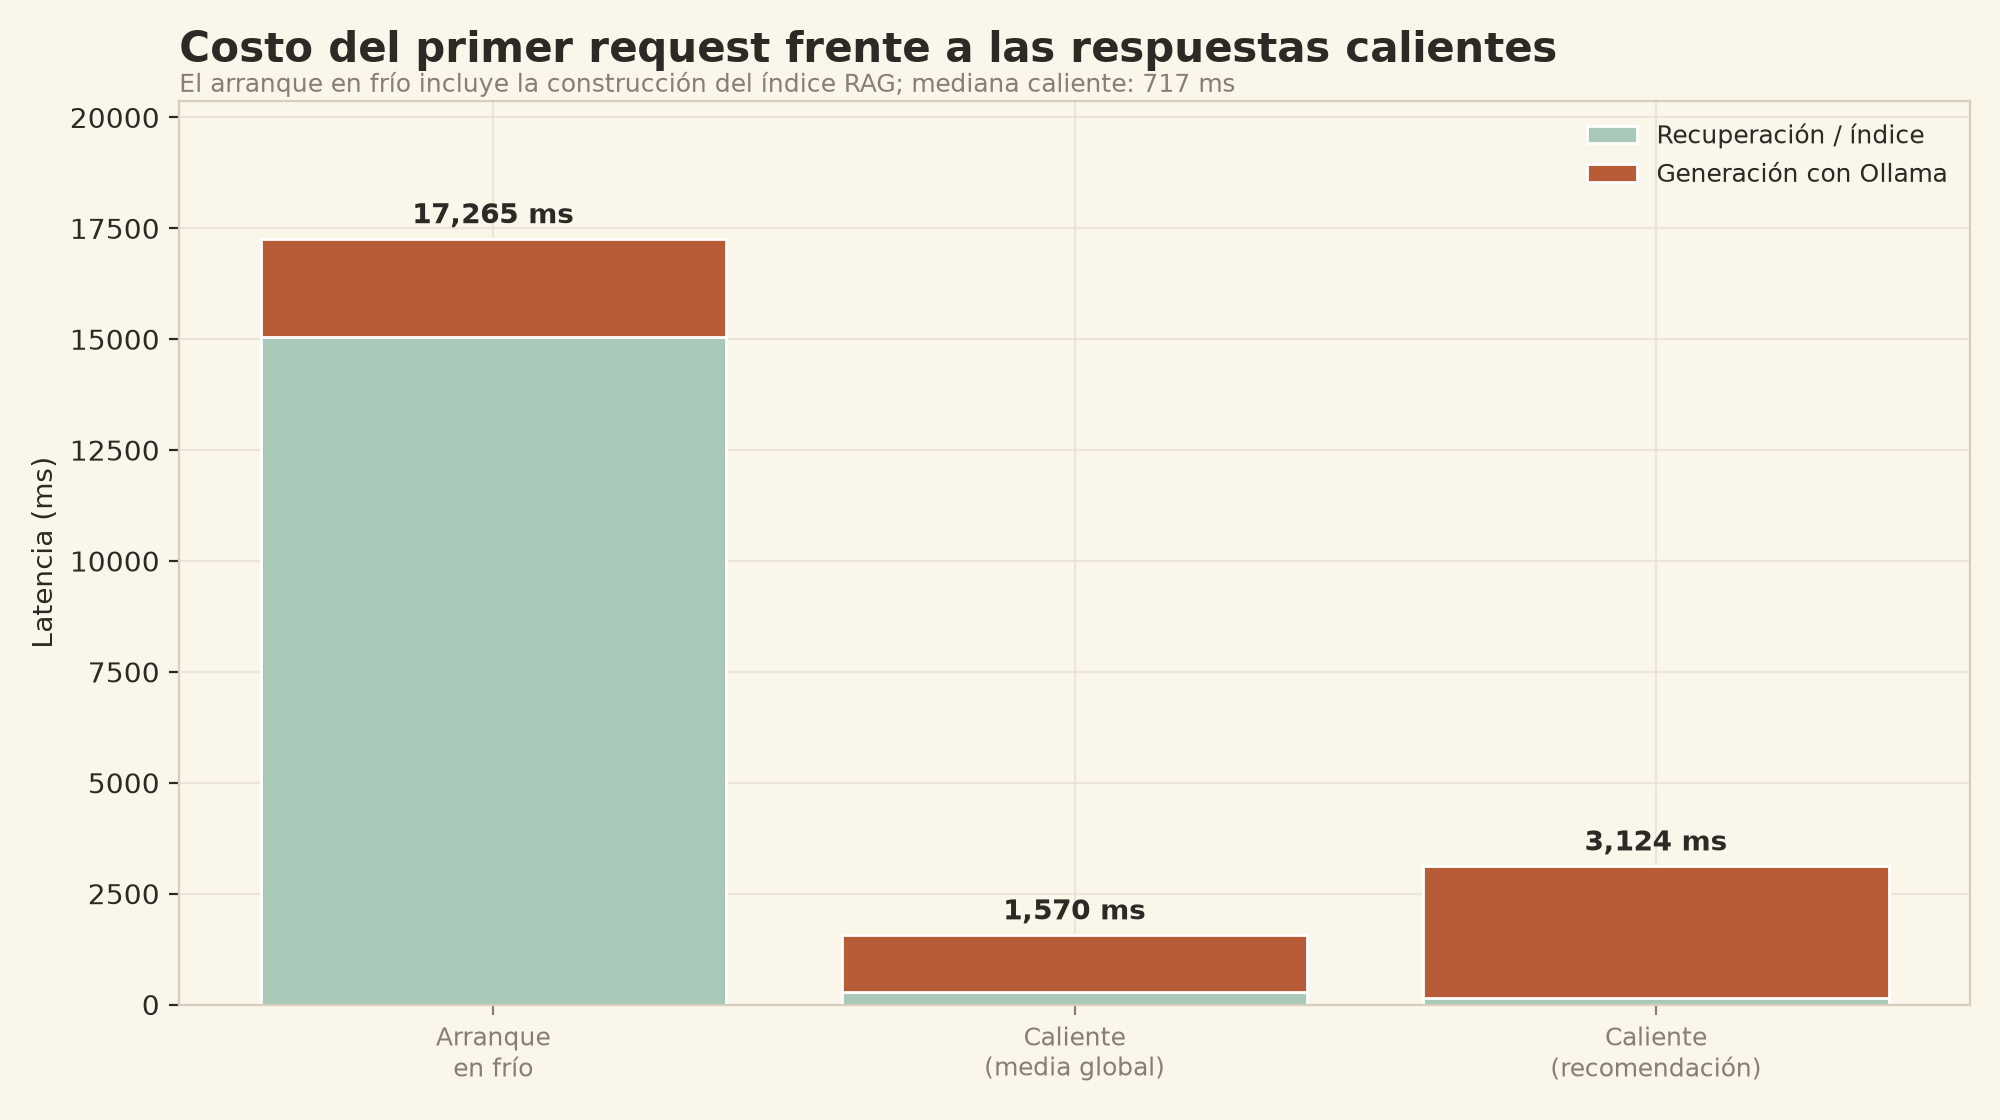 Costo del primer request frente a las respuestas calientes
El arranque en frío incluye la construcción del índice RAG; mediana caliente: 717 ms
Recuperación / índice
Generación con Ollama
Latencia (ms)
20000
17500
15000
12500
10000
7500
5000
2500
0
17,265 ms
1,570 ms
3,124 ms
Arranque
en frío
Caliente
(media global)
Caliente
(recomendación)